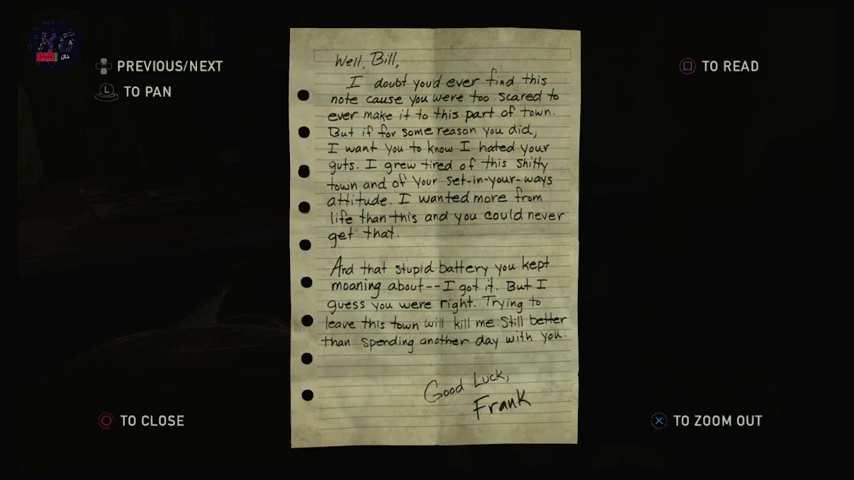 PREVIOUS/NEXT
L TO PAN
TO READ
Well, Bill,
I doubt you'd ever find this
note cause you were too scared to
ever make it to this part of town.
But if for some reason you did,
I want you to know I hated your
guts. I grew tired of this shitty
town and of your set-in-your-ways
attitude. I wanted more from
life than this and you could never
get that.
And that stupid battery you kept
moaning about--I got it. But I
guess you were right. Trying to
leave this town will kill me. Still better
than spending another day with you.
Good Luck,
Frank
TO CLOSE
TO ZOOM OUT